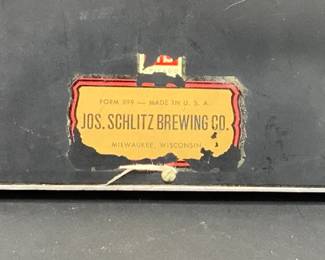 FORM 899 — MADE IN U. S. A.
JOS. SCHLITZ BREWING CO.
MILWAUKEE, WISCONSIN